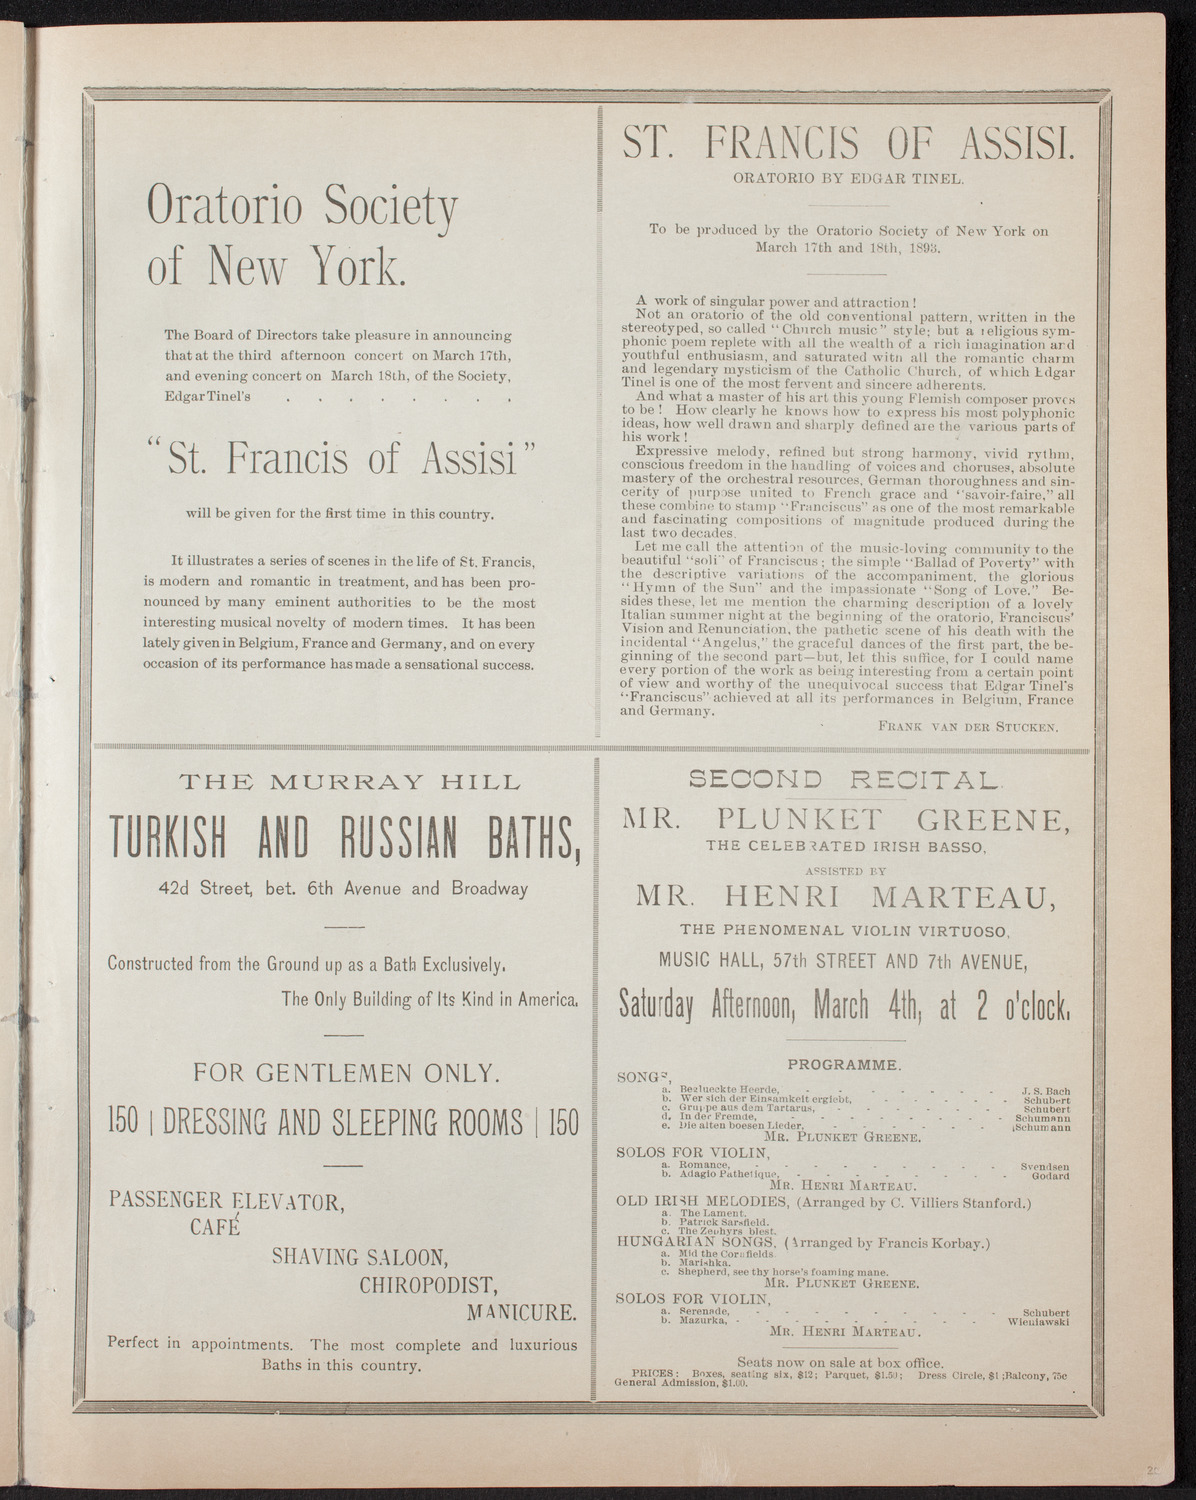 Oratorio Society
of New York.
The Board of Directors take pleasure in announcing
that at the third afternoon concert on March 17th,
and evening concert on March 18th, of the Society,
Edgar Tinel's . . . . . . . .
"St. Francis of Assisi"
will be given for the first time in this country.
It illustrates a series of scenes in the life of St. Francis,
is modern and romantic in treatment, and has been pro-
nounced by many eminent authorities to be the most
interesting musical novelty of modern times. It has been
lately given in Belgium, France and Germany, and on every
occasion of its performance has made a sensational success.
ST. FRANCIS OF ASSISI.
ORATORIO BY EDGAR TINEL.
To be produced by the Oratorio Society of New York on
March 17th and 18th, 1893.
A work of singular power and attraction!
Not an oratorio of the old conventional pattern, written in the
stereotyped, so called "Church music" style; but a religious sym-
phonic poem replete with all the wealth of a rich imagination and
youthful enthusiasm, and saturated with all the romantic charm
and legendary mysticism of the Catholic Church, of which Edgar
Tinel is one of the most fervent and sincere adherents.
And what a master of his art this young Flemish composer proves
to be! How clearly he knows how to express his most polyphonic
ideas, how well drawn and sharply defined are the various parts of
his work!
Expressive melody, refined but strong harmony, vivid rythm,
conscious freedom in the handling of voices and choruses, absolute
mastery of the orchestral resources, German thoroughness and sin-
cerity of purpose united to French grace and "savoir-faire," all
these combine to stamp "Franciscus" as one of the most remarkable
and fascinating compositions of magnitude produced during the
last two decades.
Let me call the attention of the music-loving community to the
beautiful "soli" of Franciscus; the simple "Ballad of Poverty" with
the descriptive variations of the accompaniment, the glorious
"Hymn of the Sun" and the impassionate "Song of Love." Be-
sides these, let me mention the charming description of a lovely
Italian summer night at the beginning of the oratorio, Franciscus'
Vision and Renunciation, the pathetic scene of his death with the
incidental "Angelus," the graceful dances of the first part, the be-
ginning of the second part—but, let this suffice, for I could name
every portion of the work as being interesting from a certain point
of view and worthy of the unequivocal success that Edgar Tinel's
"Franciscus" achieved at all its performances in Belgium, France
and Germany.
FRANK VAN DER STUCKEN.
THE MURRAY HILL
TURKISH AND RUSSIAN BATHS,
42d Street, bet. 6th Avenue and Broadway
Constructed from the Ground up as a Bath Exclusively.
The Only Building of Its Kind in America.
FOR GENTLEMEN ONLY.
150 | DRESSING AND SLEEPING ROOMS | 150
PASSENGER ELEVATOR,
CAFÉ
SHAVING SALOON,
CHIROPODIST,
MANICURE.
Perfect in appointments. The most complete and luxurious
Baths in this country.
SECOND RECITAL.
MR. PLUNKET GREENE,
THE CELEBRATED IRISH BASSO,
ASSISTED BY
MR. HENRI MARTEAU,
THE PHENOMENAL VIOLIN VIRTUOSO,
MUSIC HALL, 57th STREET AND 7th AVENUE,
Saturday Afternoon, March 4th, at 2 o'clock.
PROGRAMME.
SONGS,
a. Beglueckte Heerde, - - - - - - - J. S. Bach
b. Wer sich der Einsamkeit ergiebt, - - - - - Schubert
c. Gruppe aus dem Tartarus, - - - - - - Schubert
d. In der Fremde, - - - - - - - - Schumann
e. Die alten boesen Lieder, - - - - - - Schumann
MR. PLUNKET GREENE.
SOLOS FOR VIOLIN,
a. Romance, - - - - - - - - - Svendsen
b. Adagio Pathetique, - - - - - - - - Godard
MR. HENRI MARTEAU.
OLD IRISH MELODIES, (Arranged by C. Villiers Stanford.)
a. The Lament.
b. Patrick Sarsfield.
c. The Zephyrs blest.
HUNGARIAN SONGS, (Arranged by Francis Korbay.)
a. Mid the Cornfields
b. Marishka.
c. Shepherd, see thy horse's foaming mane.
MR. PLUNKET GREENE.
SOLOS FOR VIOLIN,
a. Serenade, - - - - - - - - - Schubert
b. Mazurka, - - - - - - - - - Wieniawski
MR. HENRI MARTEAU.
Seats now on sale at box office.
PRICES: Boxes, seating six, $12; Parquet, $1.50; Dress Circle, $1; Balcony, 75c
General Admission, $1.00.